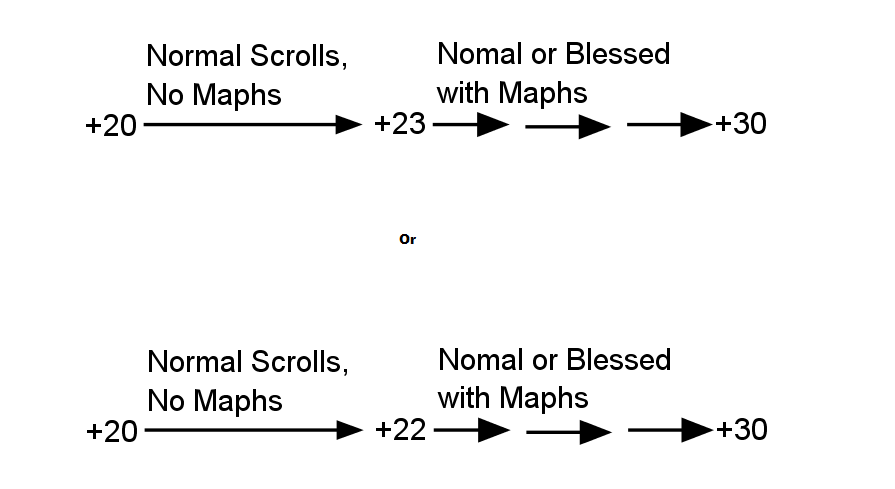 Normal Scrolls,
No Maphs
Nomal or Blessed
with Maphs
+20
+23
+30
Or
Normal Scrolls,
No Maphs
Nomal or Blessed
with Maphs
+20
+22
+30